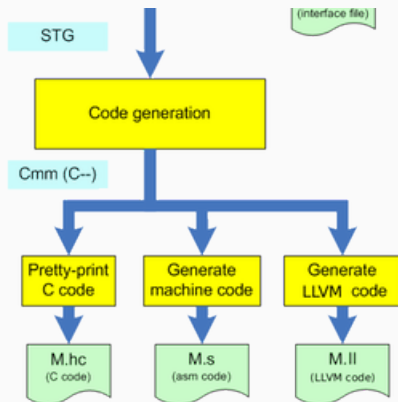 (interface file)
STG
Code generation
Cmm (C--)
Pretty-print
C code
Generate
machine code
Generate
LLVM code
M.hc
(C code)
M.s
(asm code)
M.ll
(LLVM code)